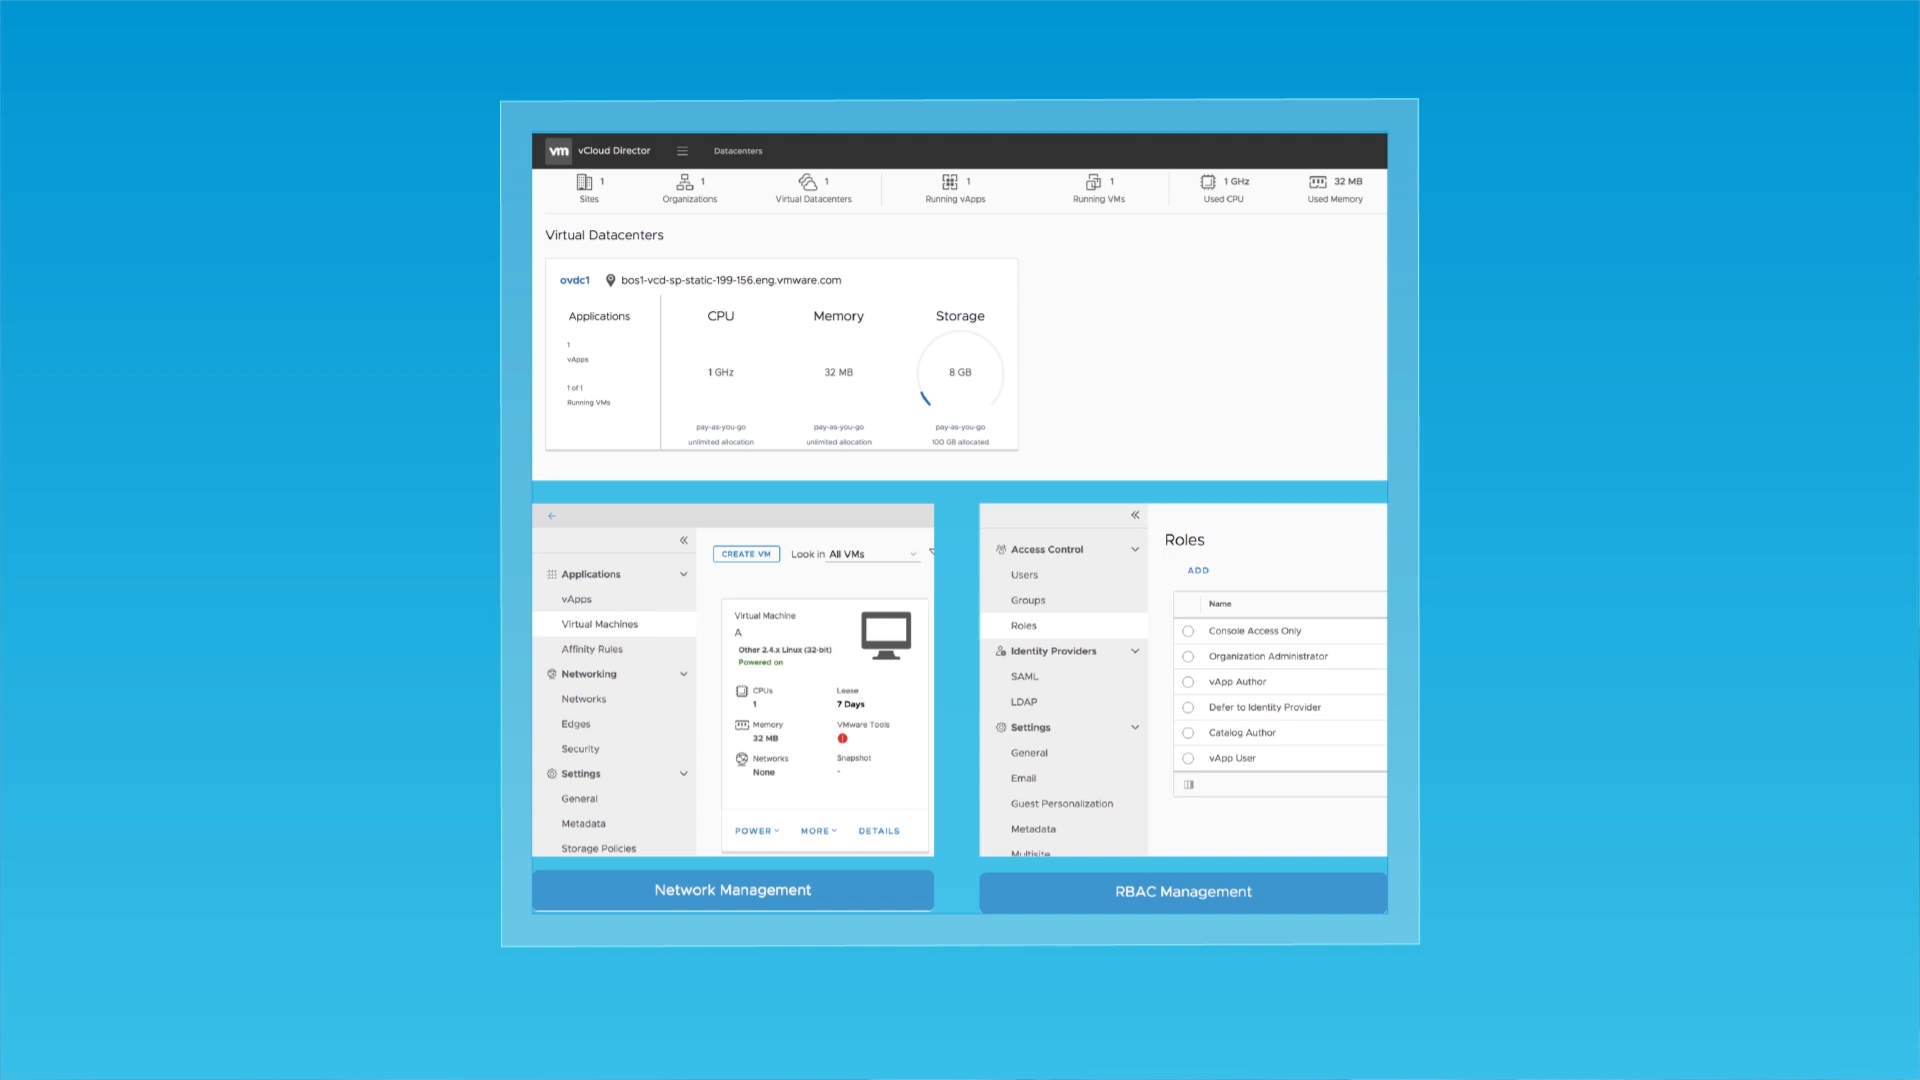 vm vCloud Director Datacenters
1 1 1 1 1 1 GHz 32 MB
Sites Organizations Virtual Datacenters Running vApps Running VMs Used CPU Used Memory
Virtual Datacenters
ovdc1 bos1-vcd-sp-static-199-156.eng.vmware.com
Applications CPU Memory Storage
1
vApps
1 GHz 32 MB 8 GB
1 of 1
Running VMs
pay-as-you-go pay-as-you-go pay-as-you-go
unlimited allocation unlimited allocation 100 GB allocated
Applications
vApps
Virtual Machines
Affinity Rules
Networking
Networks
Edges
Security
Settings
General
Metadata
Storage Policies
CREATE VM Look in All VMs
Virtual Machine
A
Other 2.4.x Linux (32-bit)
Powered on
CPUs Lease
1 7 Days
Memory VMware Tools
32 MB
Networks Snapshot
None -
POWER MORE DETAILS
Network Management
Access Control
Users
Groups
Roles
Identity Providers
SAML
LDAP
Settings
General
Email
Guest Personalization
Metadata
Multisite
Roles
ADD
Name
Console Access Only
Organization Administrator
vApp Author
Defer to Identity Provider
Catalog Author
vApp User
RBAC Management